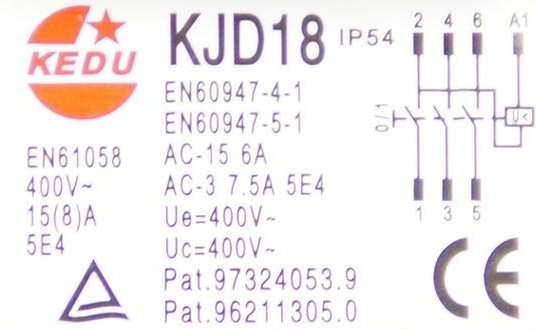 KEDU
KJD18
IP54
EN60947-4-1
EN60947-5-1
EN61058
400V~
15(8)A
5E4
AC-15 6A
AC-3 7.5A 5E4
Ue=400V~
Uc=400V~
Pat.97324053.9
Pat.96211305.0
2 4 6 A1
0/1
U<
1 3 5
CE